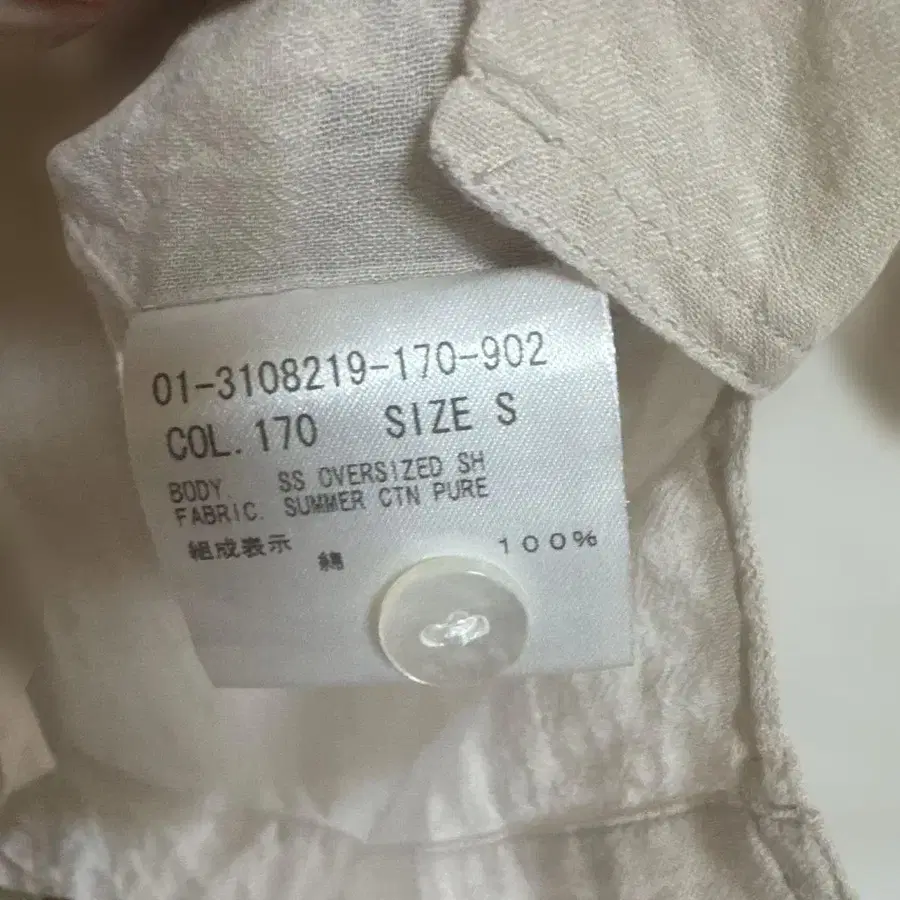 01-3108219-170-902
COL. 170 SIZE S
BODY. SS OVERSIZED SH
FABRIC. SUMMER CTN PURE
組成表示
綿 100%